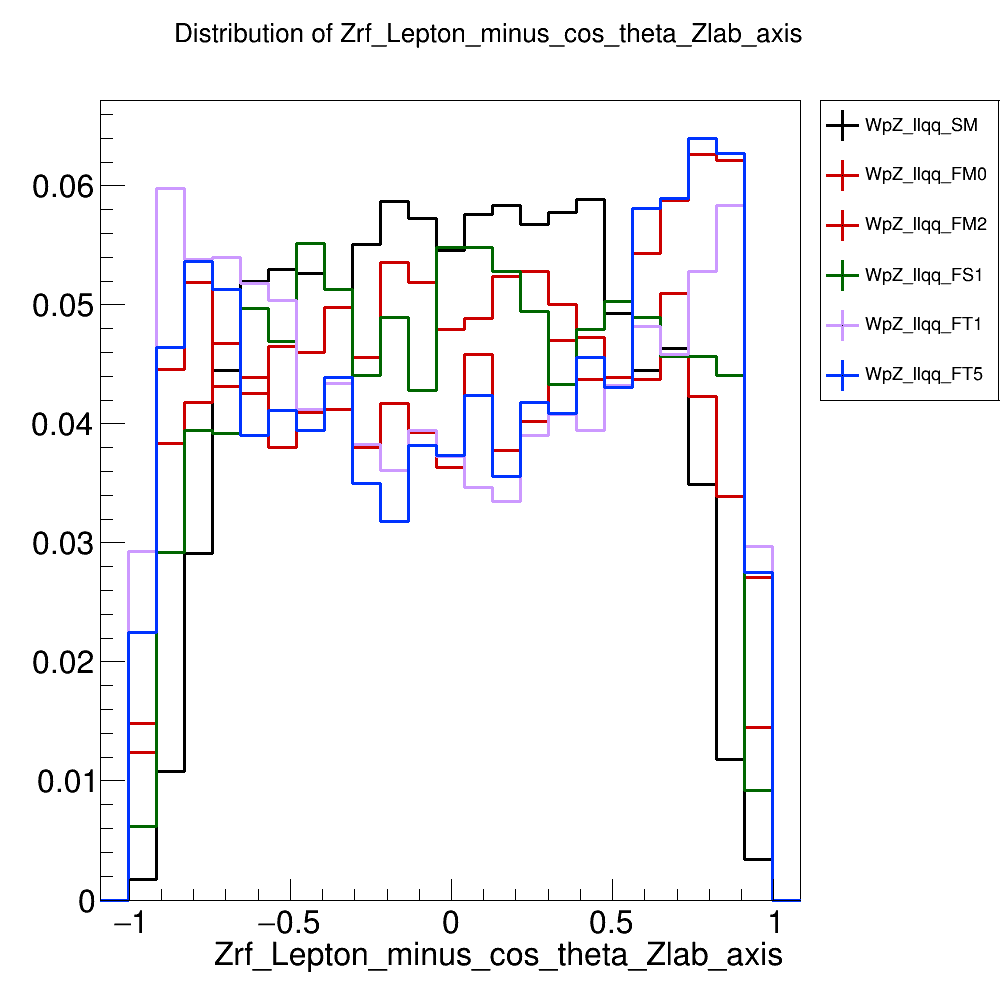 Distribution of Zrf_Lepton_minus_cos_theta_Zlab_axis
WpZ_llqq_SM
WpZ_llqq_FM0
WpZ_llqq_FM2
WpZ_llqq_FS1
WpZ_llqq_FT1
WpZ_llqq_FT5
0.06
0.05
0.04
0.03
0.02
0.01
0
−1
−0.5
0
0.5
1
Zrf_Lepton_minus_cos_theta_Zlab_axis